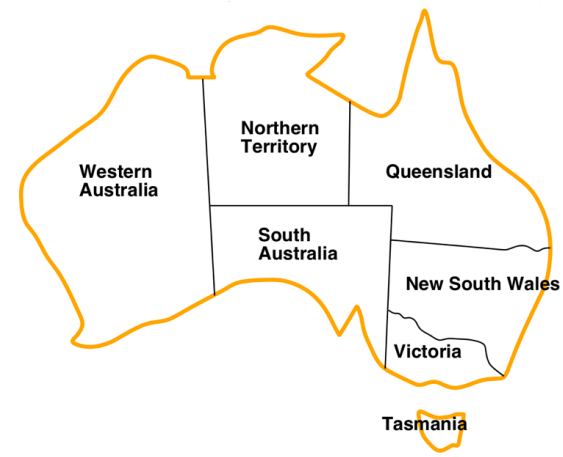 Northern
Territory
Western
Australia
Queensland
South
Australia
New South Wales
Victoria
Tasmania